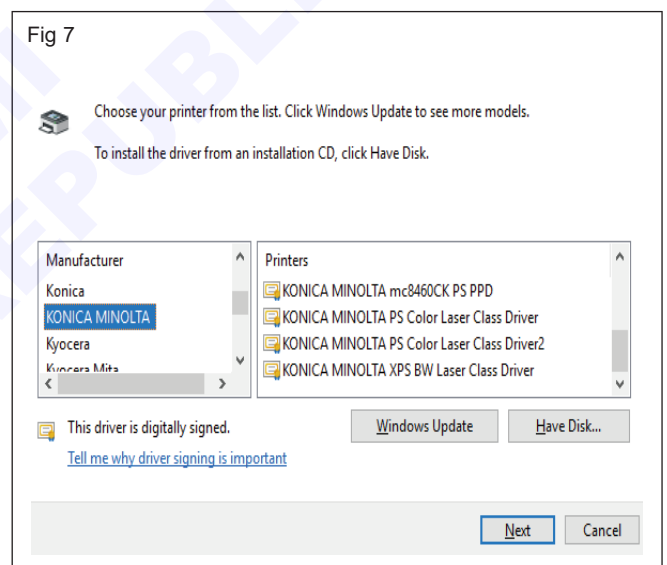 Fig 7
Choose your printer from the list. Click Windows Update to see more models.
To install the driver from an installation CD, click Have Disk.
Manufacturer
Konica
KONICA MINOLTA
Kyocera
Kyocera Mita
Printers
KONICA MINOLTA mc8460CK PS PPD
KONICA MINOLTA PS Color Laser Class Driver
KONICA MINOLTA PS Color Laser Class Driver2
KONICA MINOLTA XPS BW Laser Class Driver
This driver is digitally signed.
Tell me why driver signing is important
Windows Update
Have Disk...
Next
Cancel